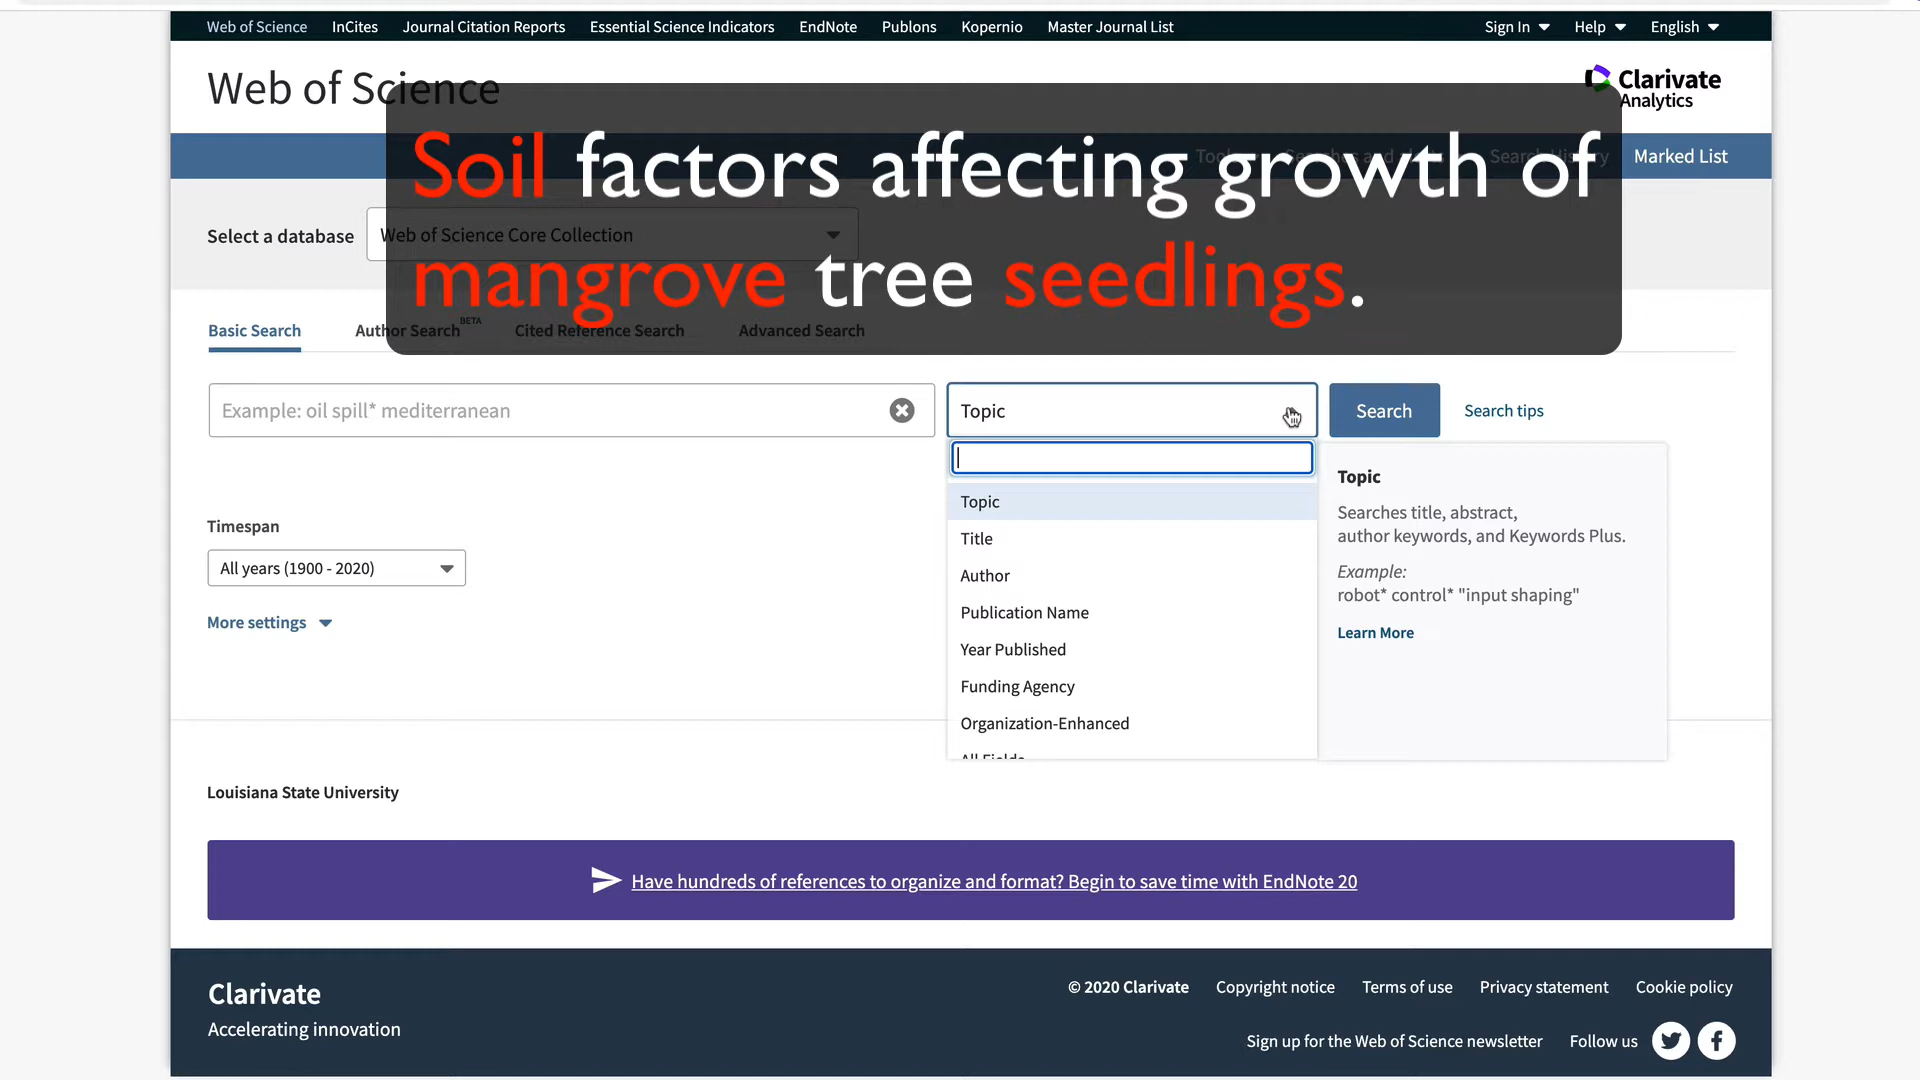 Web of Science InCites Journal Citation Reports Essential Science Indicators EndNote Publons Kopernio Master Journal List Sign In Help English
Web of Science
Clarivate
Analytics
Soil factors affecting growth of
mangrove tree seedlings.
Search History Marked List
Select a database Web of Science Core Collection
Basic Search Author Search BETA Cited Reference Search Advanced Search
Example: oil spill* mediterranean Topic Search Search tips
Topic
Title
Author
Publication Name
Year Published
Funding Agency
Organization-Enhanced
All Fields
Topic
Searches title, abstract,
author keywords, and Keywords Plus.
Example:
robot* control* "input shaping"
Learn More
Timespan
All years (1900 - 2020)
More settings
Louisiana State University
Have hundreds of references to organize and format? Begin to save time with EndNote 20
Clarivate
Accelerating innovation
© 2020 Clarivate Copyright notice Terms of use Privacy statement Cookie policy
Sign up for the Web of Science newsletter Follow us